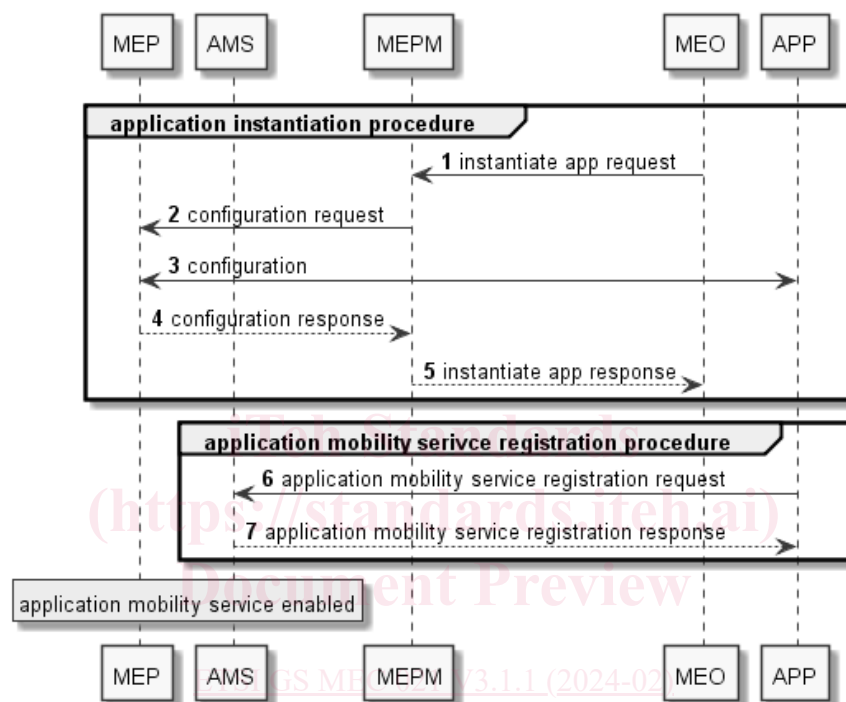 MEP AMS MEPM MEO APP
application instantiation procedure
1 instantiate app request
2 configuration request
3 configuration
4 configuration response
5 instantiate app response
iTeh Standards
application mobility serivce registration procedure
6 application mobility service registration request
(https://standards.iteh.ai)
7 application mobility service registration response
Document Preview
application mobility service enabled
MEP AMS MEPM MEO APP
ETSI GS MEC 021 V3.1.1 (2024-02)